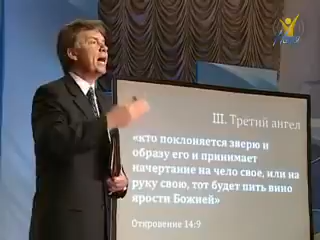 III. Третий ангел
«кто поклоняется зверю и
образу его и принимает
начертание на чело свое, или на
руку свою, тот будет пить вино
ярости Божией»
Откровение 14:9